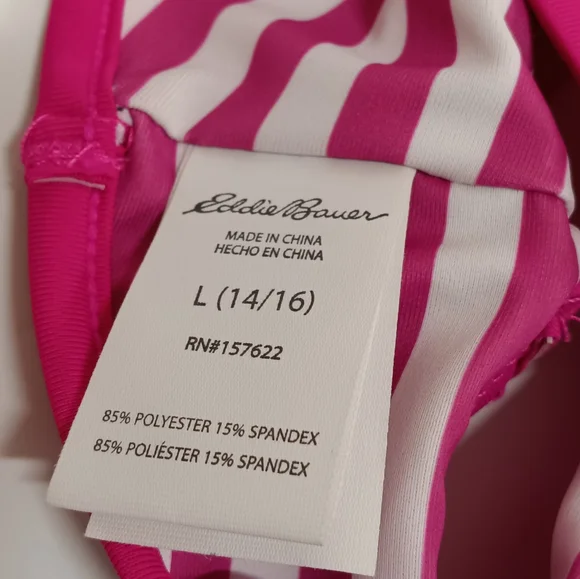 Eddie Bauer
MADE IN CHINA
HECHO EN CHINA
L (14/16)
RN#157622
85% POLYESTER 15% SPANDEX
85% POLIÉSTER 15% SPANDEX